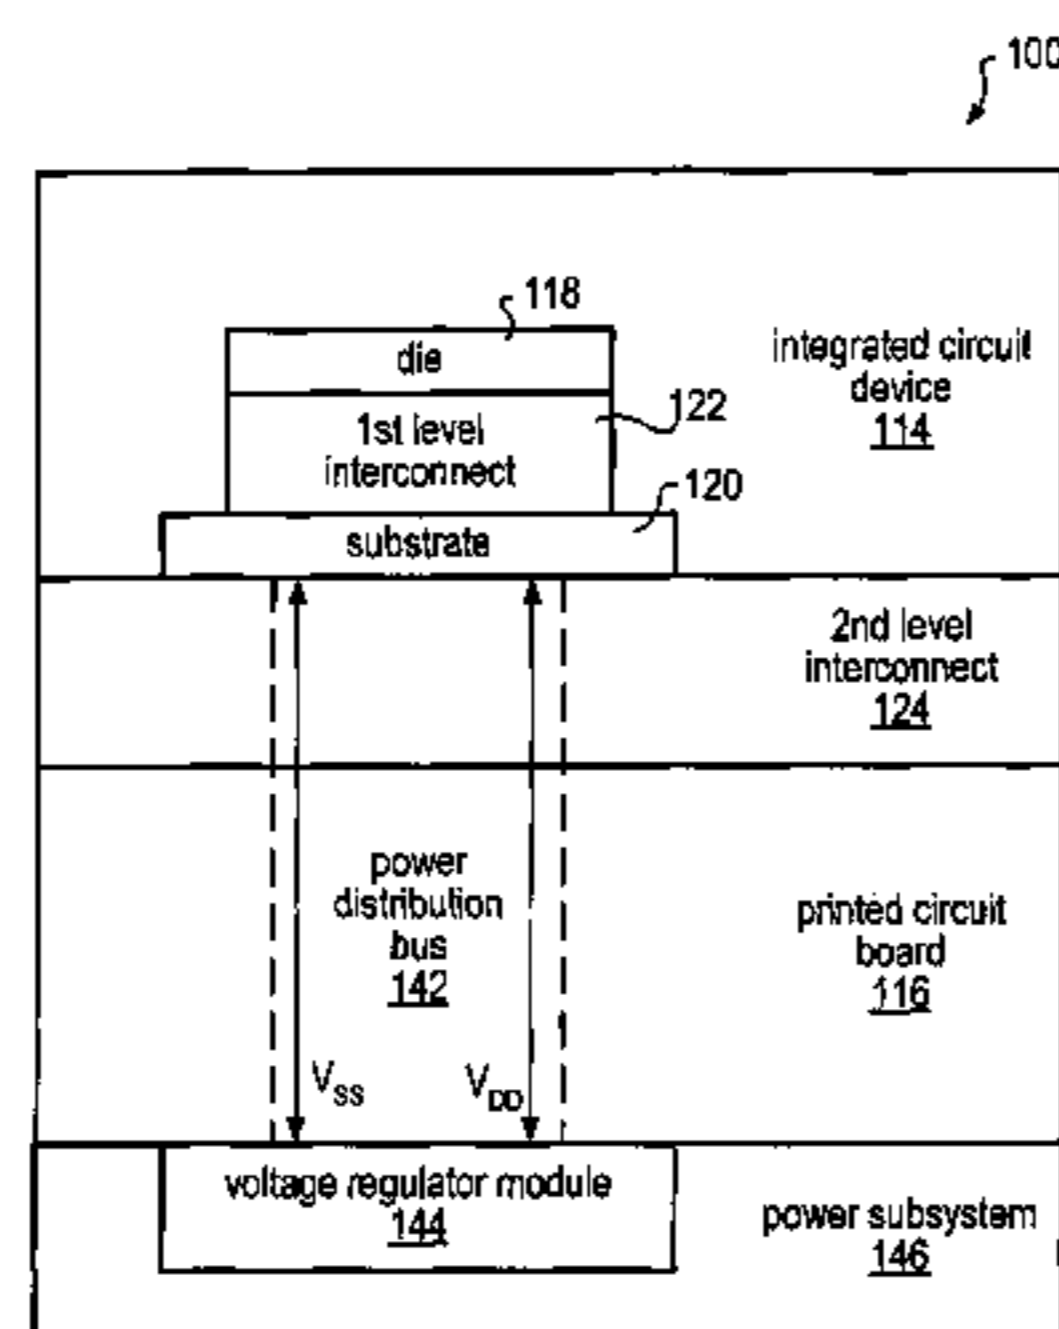 100
118
die
integrated circuit
device
114
122
1st level
interconnect
120
substrate
2nd level
interconnect
124
power
distribution
bus
142
printed circuit
board
116
VSS
VDD
voltage regulator module
144
power subsystem
146